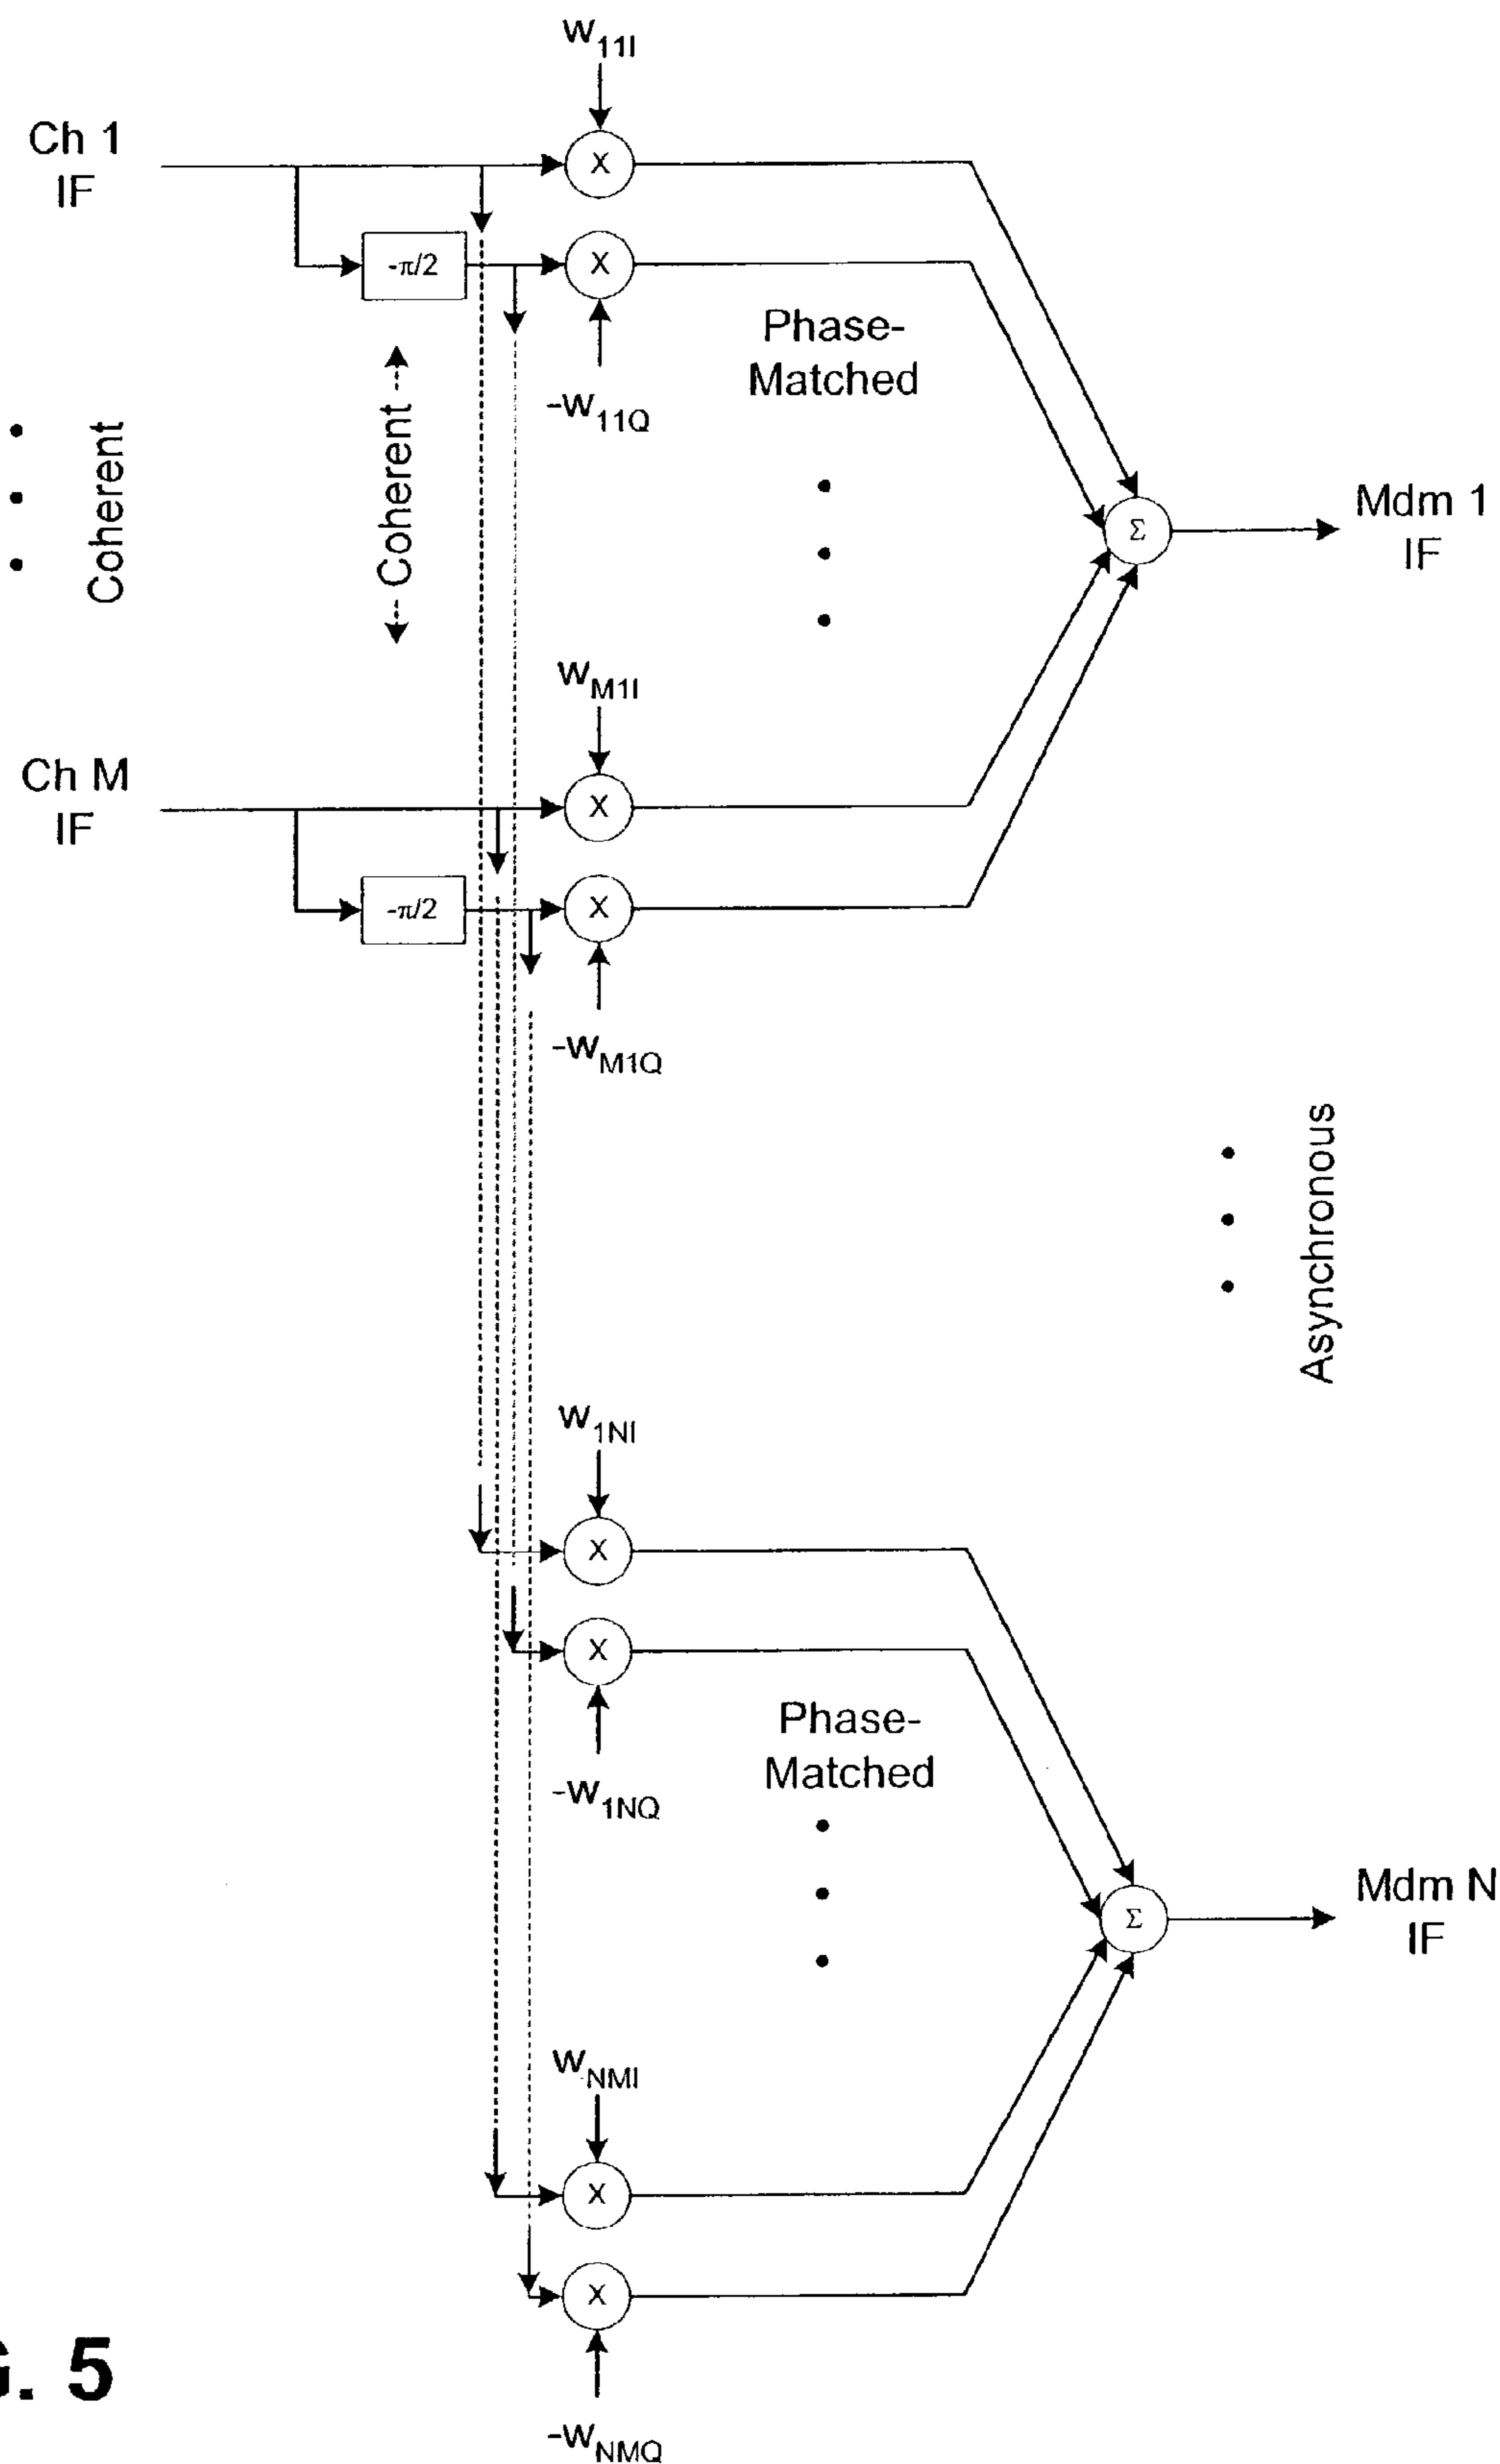 w11I
Ch 1
IF
X
-π/2
X
Phase-
Matched
-w11Q
Coherent
Coherent
Σ
Mdm 1
IF
wM1I
Ch M
IF
X
-π/2
X
-wM1Q
Asynchronous
w1NI
X
X
Phase-
Matched
-w1NQ
Σ
Mdm N
IF
wNMI
X
X
-wNMQ
G. 5